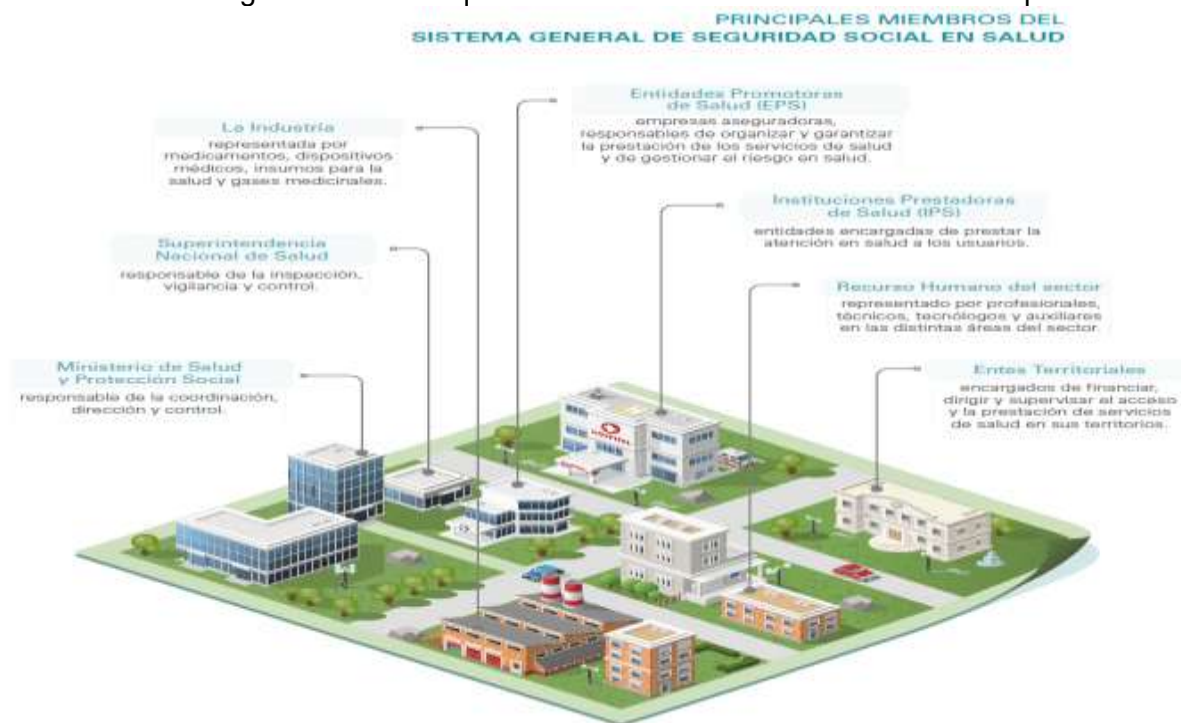 PRINCIPALES MIEMBROS DEL
SISTEMA GENERAL DE SEGURIDAD SOCIAL EN SALUD
Entidades Promotoras
de Salud (EPS)
empresas aseguradoras,
responsables de organizar y garantizar
la prestación de los servicios de salud
y de gestionar el riesgo en salud.
La Industria
representada por
medicamentos, dispositivos
médicos, insumos para la
salud y gases medicinales.
Instituciones Prestadoras
de Salud (IPS)
entidades encargadas de prestar la
atención en salud a los usuarios.
Superintendencia
Nacional de Salud
responsable de la inspección,
vigilancia y control.
Recurso Humano del sector
representado por profesionales,
técnicos, tecnólogos y auxiliares
en las distintas áreas del sector.
Ministerio de Salud
y Protección Social
responsable de la coordinación,
dirección y control.
Entes Territoriales
encargados de financiar,
dirigir y supervisar el acceso
y la prestación de servicios
de salud en sus territorios.